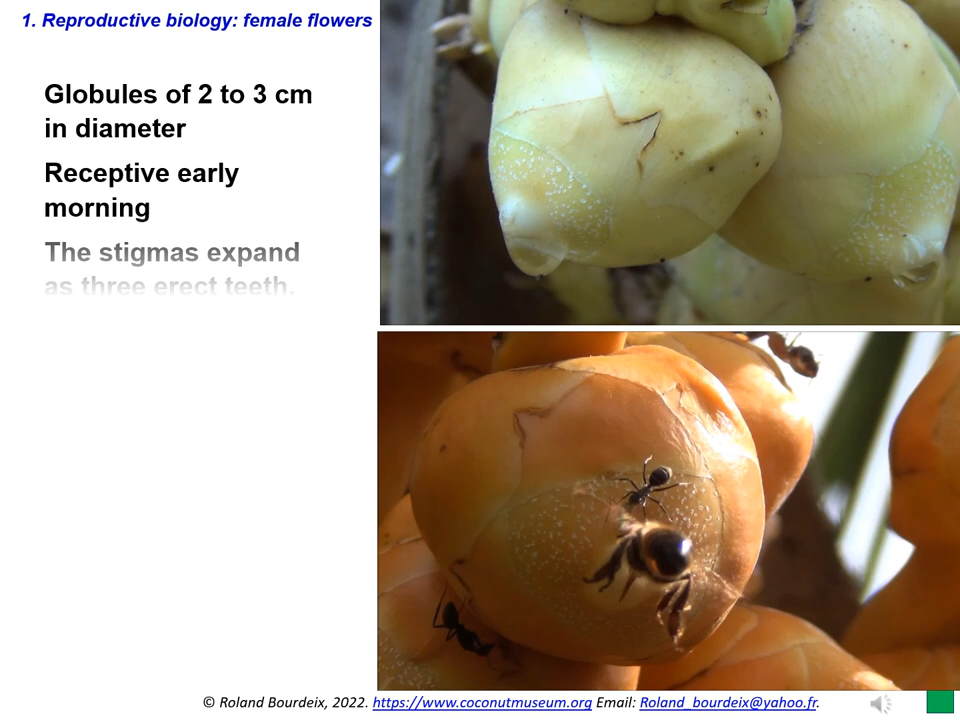 1. Reproductive biology: female flowers
Globules of 2 to 3 cm
in diameter
Receptive early
morning
The stigmas expand
as three erect teeth.
© Roland Bourdeix, 2022. https://www.coconutmuseum.org Email: Roland_bourdeix@yahoo.fr.